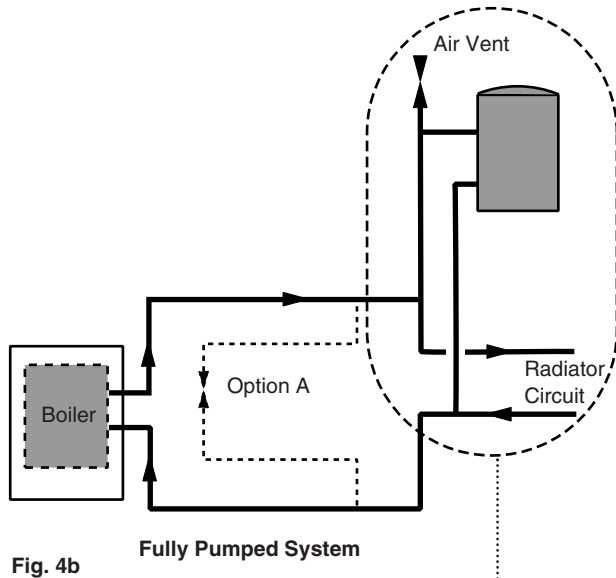 Air Vent
Option A
Radiator
Circuit
Boiler
Fully Pumped System
Fig. 4b